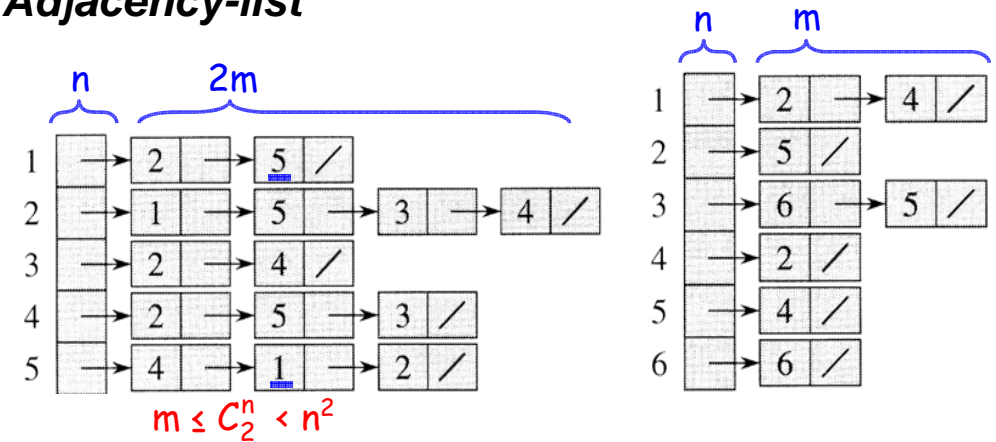 Adjacency-list
n 2m
1 2 5 /
2 1 5 3 4 /
3 2 4 /
4 2 5 3 /
5 4 1 2 /
m ≤ C₂ⁿ < n²
n m
1 2 4 /
2 5 /
3 6 5 /
4 2 /
5 4 /
6 6 /